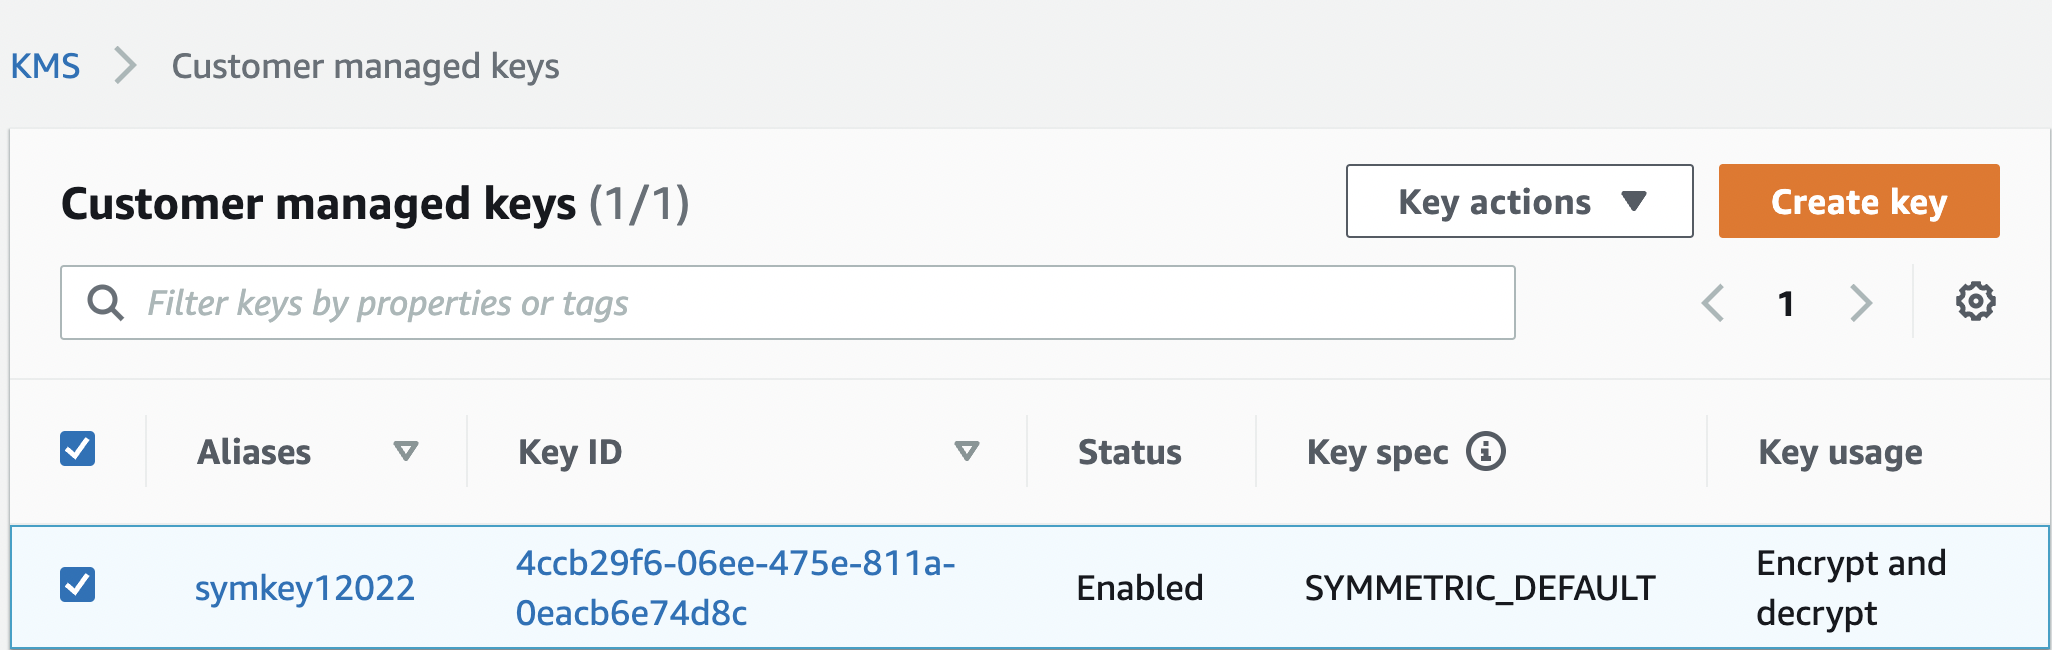 KMS
Customer managed keys
Customer managed keys (1/1)
Key actions
Create key
Filter keys by properties or tags
1
Aliases
Key ID
Status
Key spec
Key usage
symkey12022
4ccb29f6-06ee-475e-811a-
0eacb6e74d8c
Enabled
SYMMETRIC_DEFAULT
Encrypt and
decrypt